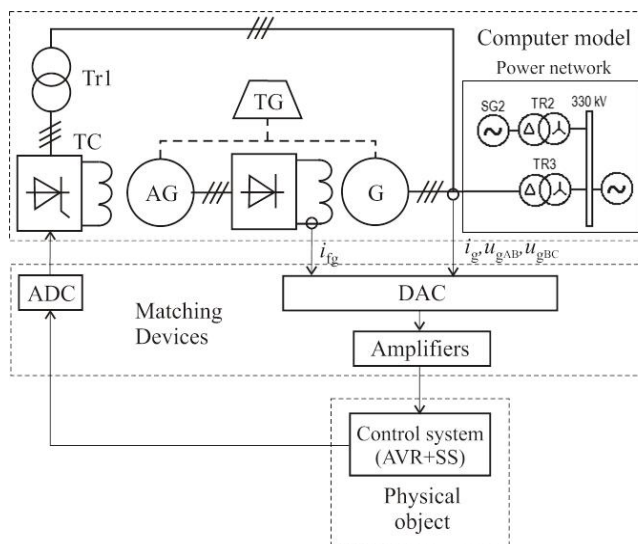 Computer model
Power network
Tr1
TG
SG2
TR2
330 kV
TC
AG
G
TR3
i_fg
i_g, u_gAB, u_gBC
ADC
Matching
Devices
DAC
Amplifiers
Control system
(AVR+SS)
Physical
object